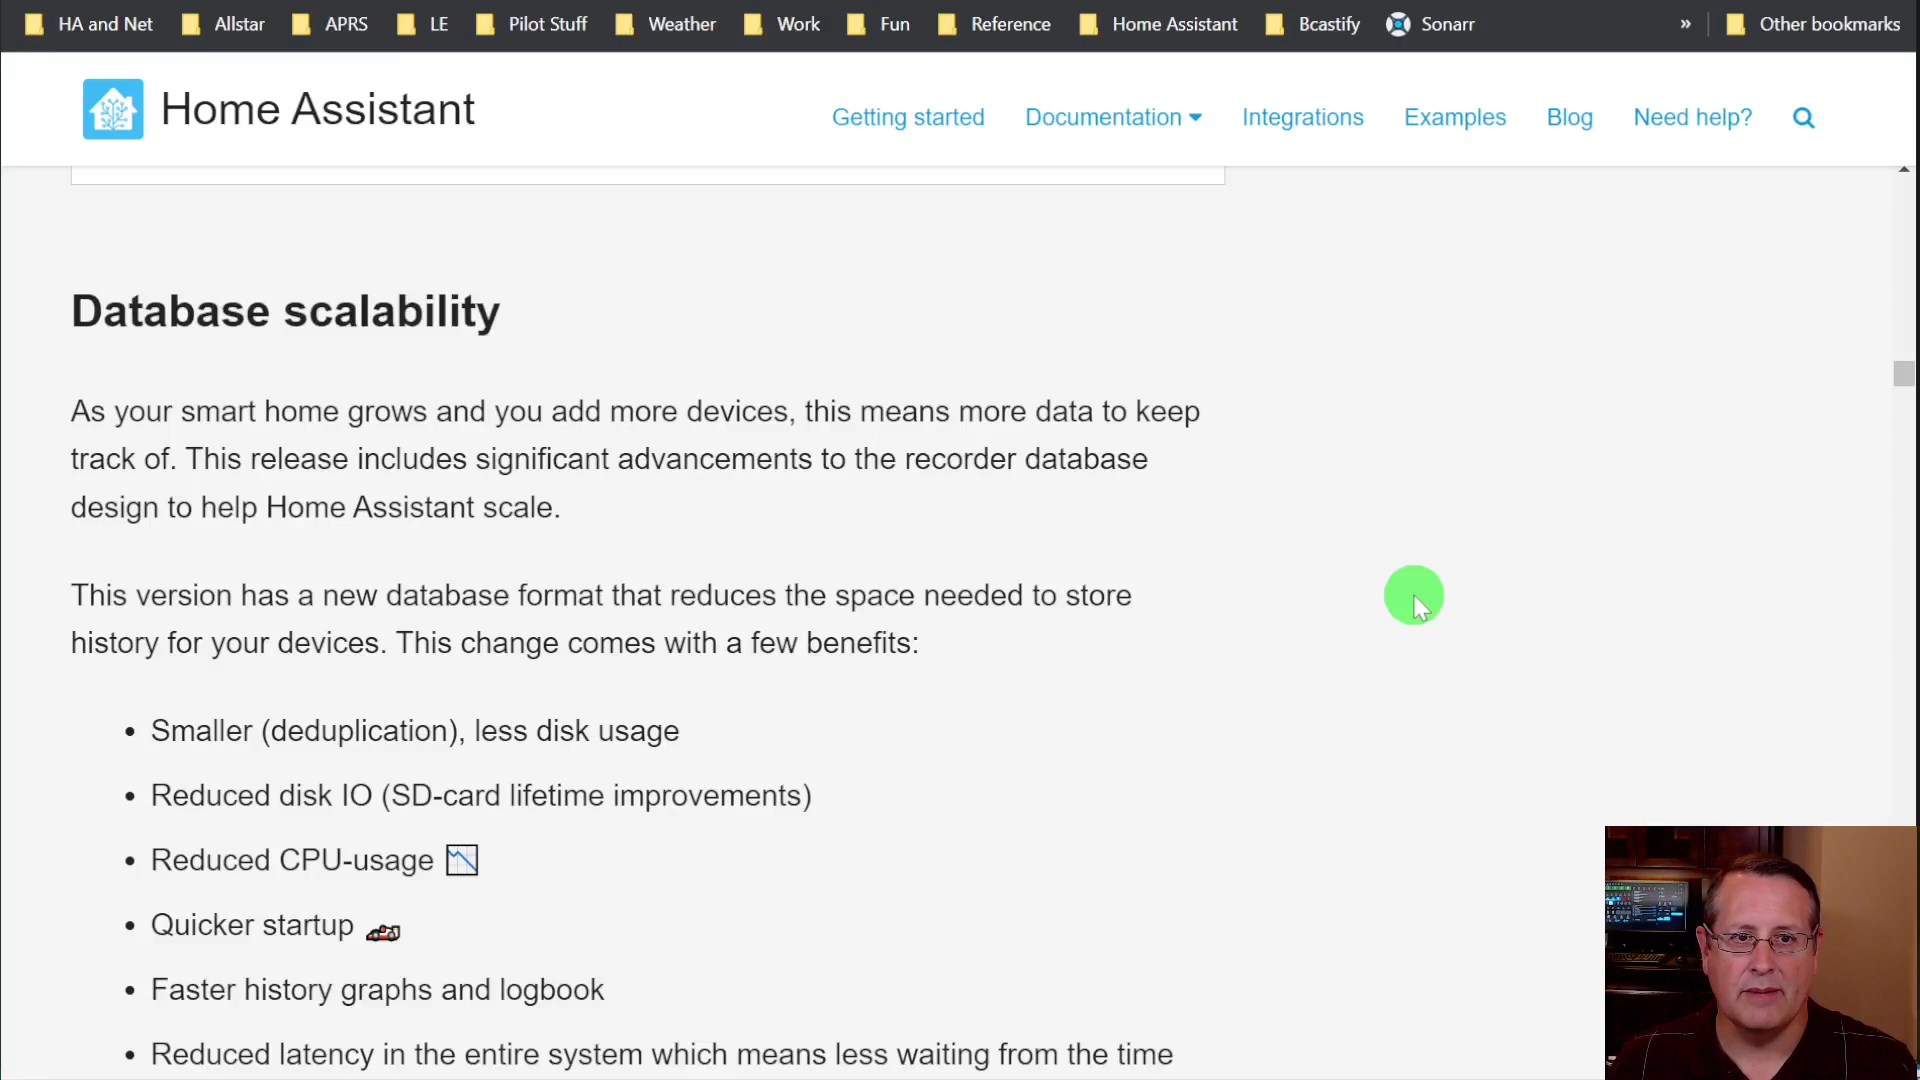 HA and Net Allstar APRS LE Pilot Stuff Weather Work Fun Reference Home Assistant Bcastify Sonarr » Other bookmarks
Home Assistant
Getting started Documentation Integrations Examples Blog Need help?
Database scalability
As your smart home grows and you add more devices, this means more data to keep
track of. This release includes significant advancements to the recorder database
design to help Home Assistant scale.
This version has a new database format that reduces the space needed to store
history for your devices. This change comes with a few benefits:
• Smaller (deduplication), less disk usage
• Reduced disk IO (SD-card lifetime improvements)
• Reduced CPU-usage 📉
• Quicker startup 🏎
• Faster history graphs and logbook
• Reduced latency in the entire system which means less waiting from the time